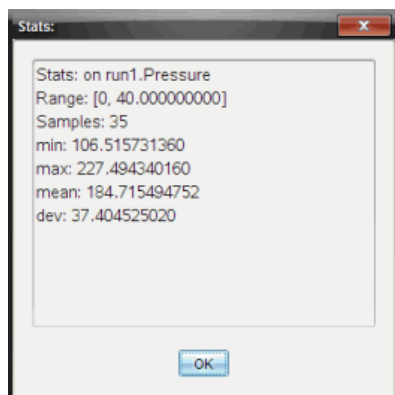 Stats:
Stats: on run1.Pressure
Range: [0, 40.000000000]
Samples: 35
min: 106.515731360
max: 227.494340160
mean: 184.715494752
dev: 37.404525020
OK